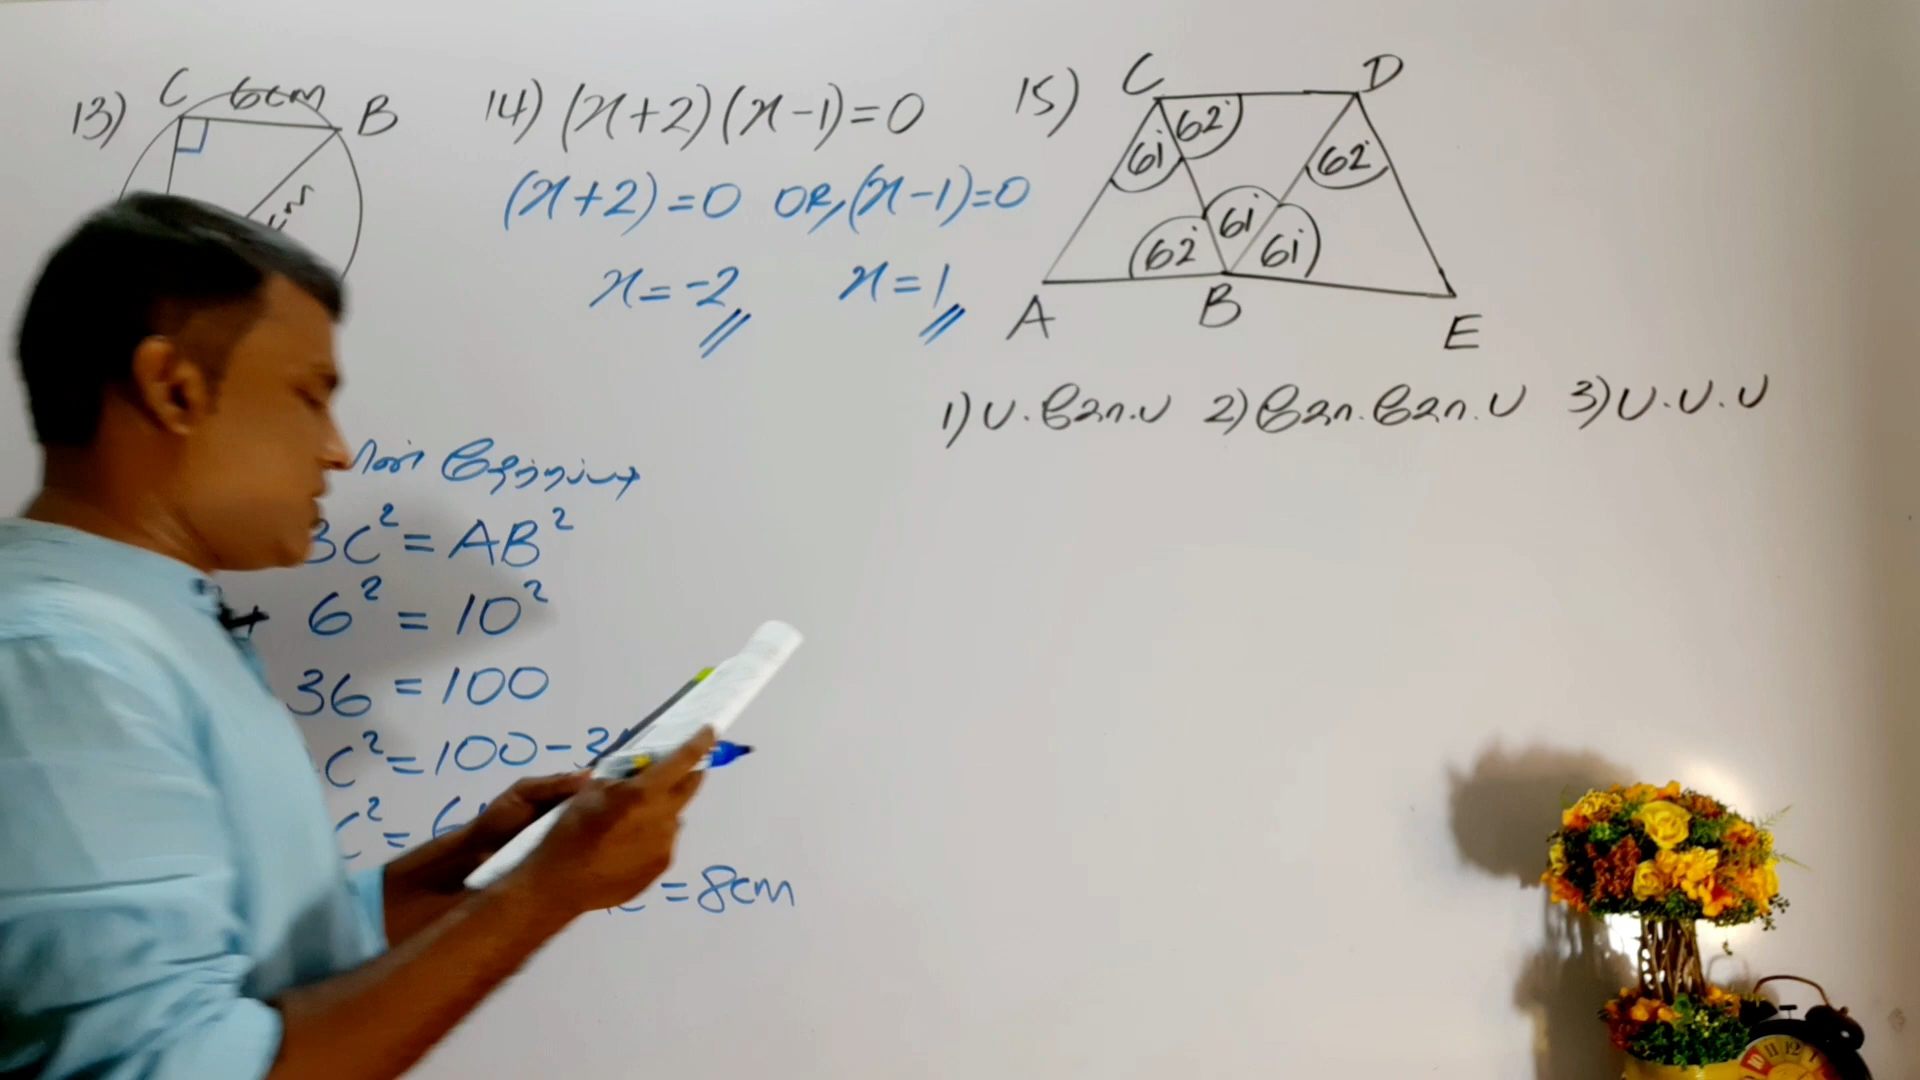 13)
C 6cm B
cm
14) (x+2)(x-1)=0
(x+2)=0 OR, (x-1)=0
x=-2 x=1
15)
C D
61° 62° 62°
62° 61° 61°
A B E
1) ப.கோ.ப 2) கோ.கோ.ப 3) ப.ப.ப
BC²=AB²
6²=10²
36=100
C²=100-3
C²=6
=8cm